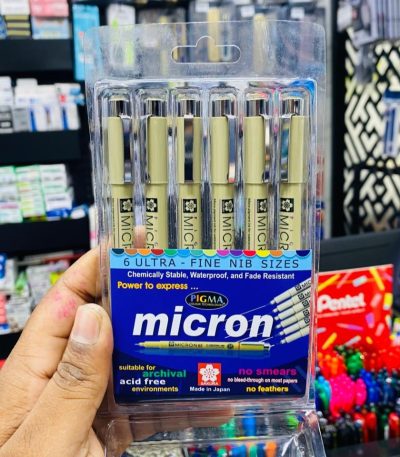 MICRON
MICRON
MICRON
MICRON
MICRON
MICRON
6 ULTRA - FINE NIB SIZES
Chemically Stable, Waterproof, and Fade Resistant
Power to express ...
PIGMA
micron
MICRON
suitable for
archival
acid free
environments
SAKURA
Made in Japan
no smears
no bleed-through on most papers
no feathers
Pentel